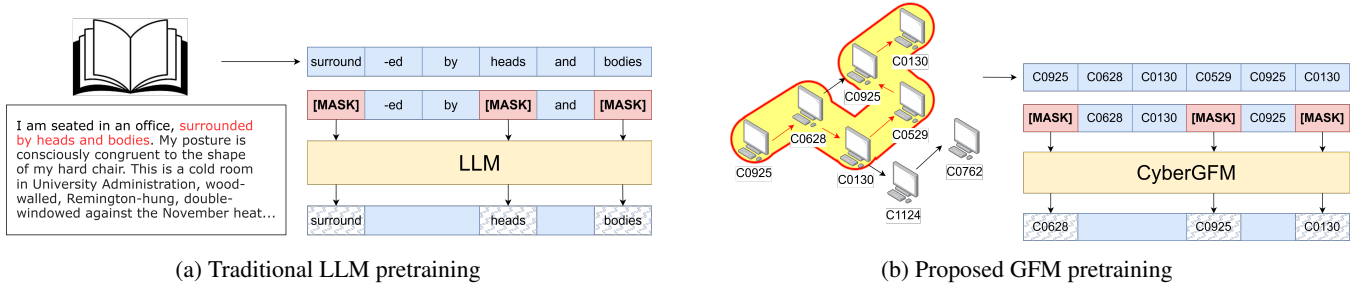 surround -ed by heads and bodies
[MASK] -ed by [MASK] and [MASK]
I am seated in an office, surrounded
by heads and bodies. My posture is
consciously congruent to the shape
of my hard chair. This is a cold room
in University Administration, wood-
walled, Remington-hung, double-
windowed against the November heat...
LLM
surround heads bodies
(a) Traditional LLM pretraining
C0130
C0925
C0628
C0529
C0925
C0130
C0762
C1124
C0925 C0628 C0130 C0529 C0925 C0130
[MASK] C0628 C0130 [MASK] C0925 [MASK]
CyberGFM
C0628 C0925 C0130
(b) Proposed GFM pretraining